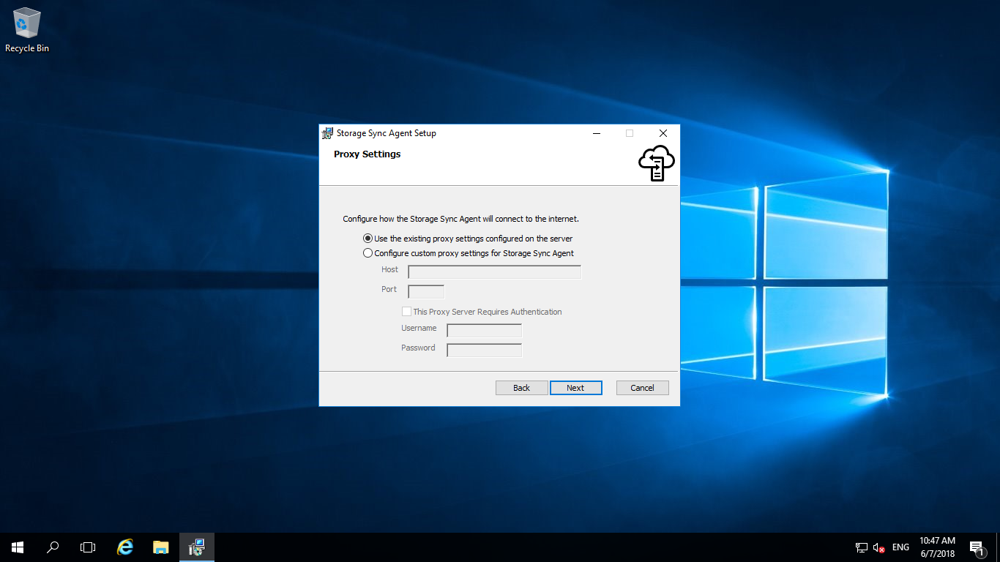 Recycle Bin
Storage Sync Agent Setup
Proxy Settings
Configure how the Storage Sync Agent will connect to the internet.
Use the existing proxy settings configured on the server
Configure custom proxy settings for Storage Sync Agent
Host
Port
This Proxy Server Requires Authentication
Username
Password
Back Next Cancel
ENG
10:47 AM
6/7/2018
1